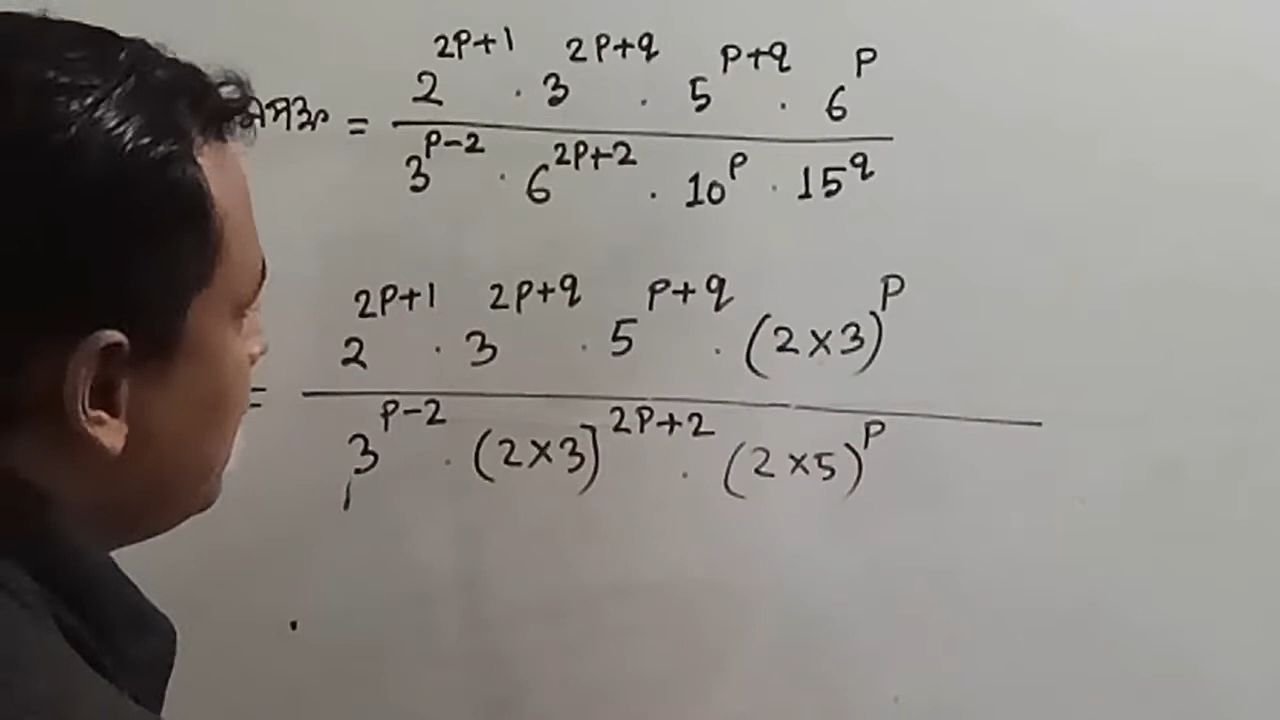 = 2^{2P+1} · 3^{2P+q} · 5^{P+q} · 6^{P}
3^{P-2} · 6^{2P+2} · 10^{P} · 15^{q}
= 2^{2P+1} · 3^{2P+q} · 5^{P+q} · (2×3)^{P}
3^{P-2} · (2×3)^{2P+2} · (2×5)^{P}